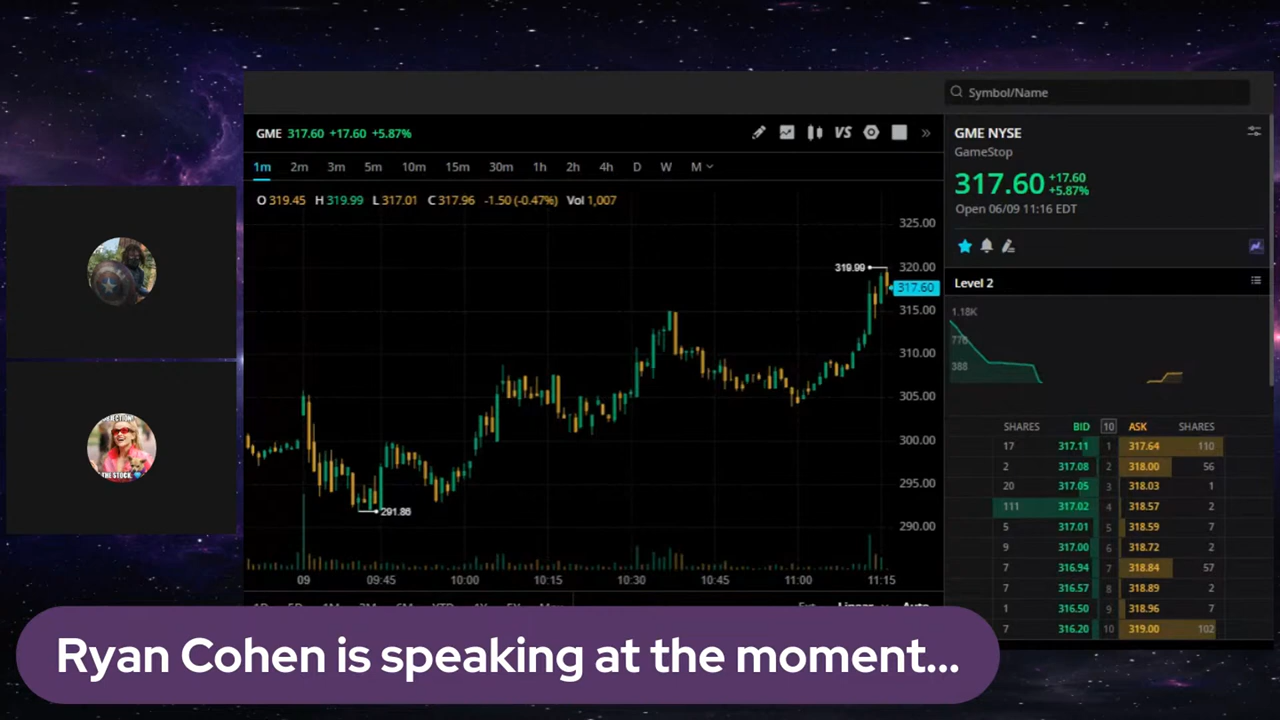 Symbol/Name
GME 317.60 +17.60 +5.87%
VS
1m 2m 3m 5m 10m 15m 30m 1h 2h 4h D W M
O 319.45 H 319.99 L 317.01 C 317.96 -1.50 (-0.47%) Vol 1,007
325.00
320.00
319.99
317.60
315.00
310.00
305.00
300.00
295.00
290.00
291.86
09 09:45 10:00 10:15 10:30 10:45 11:00 11:15
GME NYSE
GameStop
317.60 +17.60
+5.87%
Open 06/09 11:16 EDT
Level 2
1.18K
776
388
SHARES BID 10 ASK SHARES
17 317.11 1 317.64 110
2 317.08 2 318.00 56
20 317.05 3 318.03 1
111 317.02 4 318.57 2
5 317.01 5 318.59 7
9 317.00 6 318.72 2
7 316.94 7 318.84 57
7 316.57 8 318.89 2
1 316.50 9 318.96 7
7 316.20 10 319.00 102
THE STOCK
Ryan Cohen is speaking at the moment...